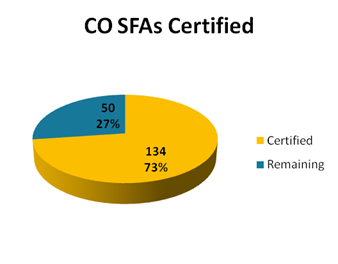 CO SFAs Certified
50
27%
134
73%
Certified
Remaining